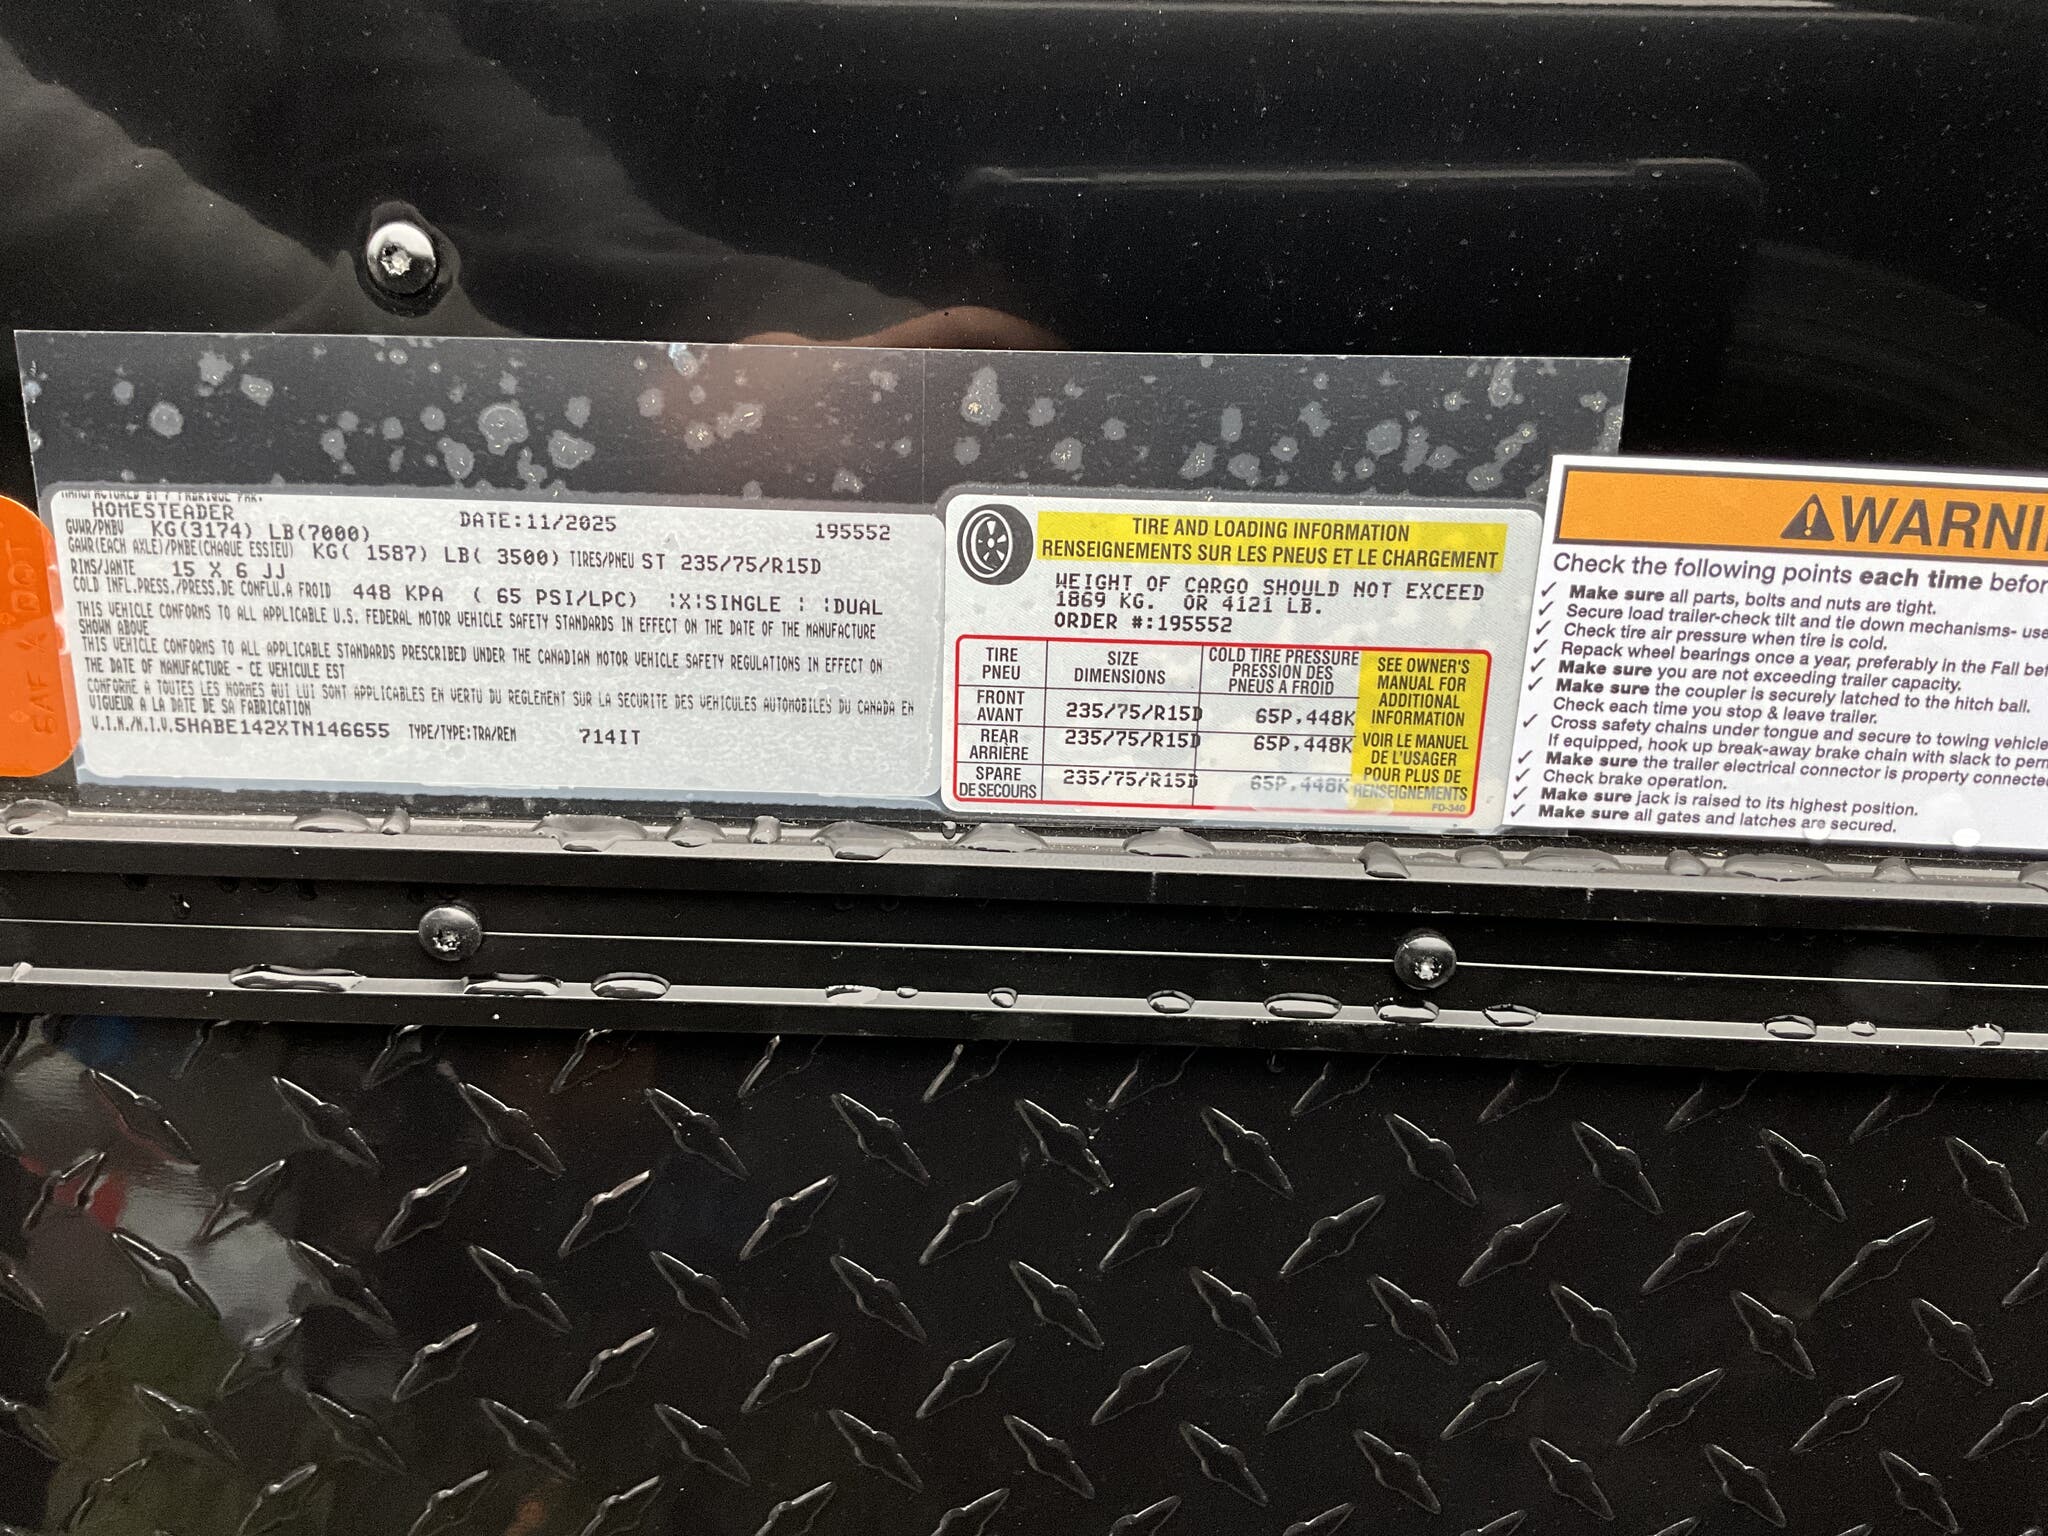 MANUFACTURED BY / FABRIQUE PAR:
HOMESTEADER
DATE:11/2025
195552
GVWR/PNBV KG(3174) LB(7000)
GAWR(EACH AXLE)/PNBE(CHAQUE ESSIEU) KG( 1587) LB( 3500) TIRES/PNEU ST 235/75/R15D
RIMS/JANTE 15 X 6 JJ
COLD INFL.PRESS./PRESS.DE CONFLU.A FROID 448 KPA ( 65 PSI/LPC) :X:SINGLE : :DUAL
THIS VEHICLE CONFORMS TO ALL APPLICABLE U.S. FEDERAL MOTOR VEHICLE SAFETY STANDARDS IN EFFECT ON THE DATE OF THE MANUFACTURE
SHOWN ABOVE
THIS VEHICLE CONFORMS TO ALL APPLICABLE STANDARDS PRESCRIBED UNDER THE CANADIAN MOTOR VEHICLE SAFETY REGULATIONS IN EFFECT ON
THE DATE OF MANUFACTURE - CE VEHICULE EST
CONFORME A TOUTES LES NORMES QUI LUI SONT APPLICABLES EN VERTU DU REGLEMENT SUR LA SECURITE DES VEHICULES AUTOMOBILES DU CANADA EN
VIGUEUR A LA DATE DE SA FABRICATION
V.I.N./N.I.V.5HABE142XTN146655 TYPE/TYPE:TRA/REM 714IT
TIRE AND LOADING INFORMATION
RENSEIGNEMENTS SUR LES PNEUS ET LE CHARGEMENT
WEIGHT OF CARGO SHOULD NOT EXCEED
1869 KG. OR 4121 LB.
ORDER #:195552
TIRE
PNEU
SIZE
DIMENSIONS
COLD TIRE PRESSURE
PRESSION DES
PNEUS A FROID
FRONT
AVANT
235/75/R15D
65P,448K
REAR
ARRIÈRE
235/75/R15D
65P,448K
SPARE
DE SECOURS
235/75/R15D
65P,448K
SEE OWNER'S
MANUAL FOR
ADDITIONAL
INFORMATION
VOIR LE MANUEL
DE L'USAGER
POUR PLUS DE
RENSEIGNEMENTS
FD-340
WARNI
Check the following points each time befor
✓ Make sure all parts, bolts and nuts are tight.
✓ Secure load trailer-check tilt and tie down mechanisms- use
✓ Check tire air pressure when tire is cold.
✓ Repack wheel bearings once a year, preferably in the Fall bef
✓ Make sure you are not exceeding trailer capacity.
✓ Make sure the coupler is securely latched to the hitch ball.
Check each time you stop & leave trailer.
✓ Cross safety chains under tongue and secure to towing vehicle
If equipped, hook up break-away brake chain with slack to perm
✓ Make sure the trailer electrical connector is property connecte
✓ Check brake operation.
✓ Make sure jack is raised to its highest position.
✓ Make sure all gates and latches are secured.